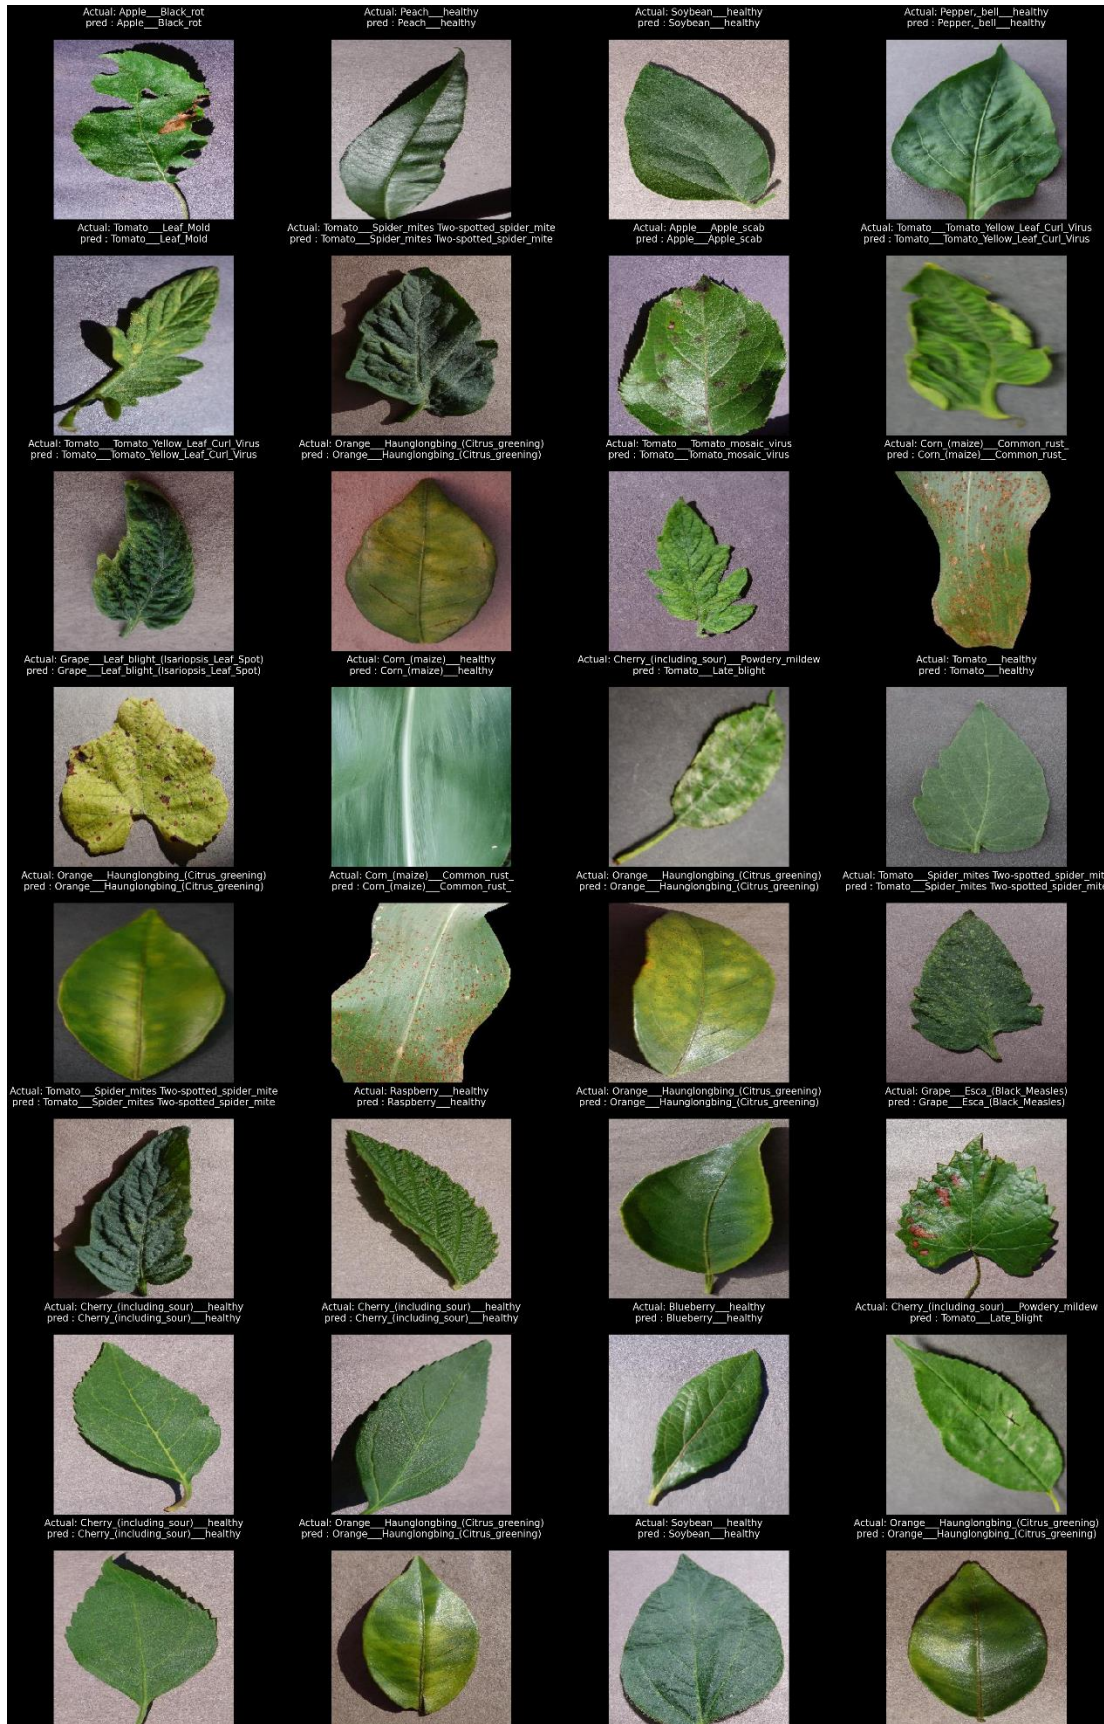 Actual: Apple___Black_rot
pred : Apple___Black_rot
Actual: Peach___healthy
pred : Peach___healthy
Actual: Soybean___healthy
pred : Soybean___healthy
Actual: Pepper,_bell___healthy
pred : Pepper,_bell___healthy
Actual: Tomato___Leaf_Mold
pred : Tomato___Leaf_Mold
Actual: Tomato___Spider_mites Two-spotted_spider_mite
pred : Tomato___Spider_mites Two-spotted_spider_mite
Actual: Apple___Apple_scab
pred : Apple___Apple_scab
Actual: Tomato___Tomato_Yellow_Leaf_Curl_Virus
pred : Tomato___Tomato_Yellow_Leaf_Curl_Virus
Actual: Tomato___Tomato_Yellow_Leaf_Curl_Virus
pred : Tomato___Tomato_Yellow_Leaf_Curl_Virus
Actual: Orange___Haunglongbing_(Citrus_greening)
pred : Orange___Haunglongbing_(Citrus_greening)
Actual: Tomato___Tomato_mosaic_virus
pred : Tomato___Tomato_mosaic_virus
Actual: Corn_(maize)___Common_rust_
pred : Corn_(maize)___Common_rust_
Actual: Grape___Leaf_blight_(Isariopsis_Leaf_Spot)
pred : Grape___Leaf_blight_(Isariopsis_Leaf_Spot)
Actual: Corn_(maize)___healthy
pred : Corn_(maize)___healthy
Actual: Cherry_(including_sour)___Powdery_mildew
pred : Tomato___Late_blight
Actual: Tomato___healthy
pred : Tomato___healthy
Actual: Orange___Haunglongbing_(Citrus_greening)
pred : Orange___Haunglongbing_(Citrus_greening)
Actual: Corn_(maize)___Common_rust_
pred : Corn_(maize)___Common_rust_
Actual: Orange___Haunglongbing_(Citrus_greening)
pred : Orange___Haunglongbing_(Citrus_greening)
Actual: Tomato___Spider_mites Two-spotted_spider_mit
pred : Tomato___Spider_mites Two-spotted_spider_mite
Actual: Tomato___Spider_mites Two-spotted_spider_mite
pred : Tomato___Spider_mites Two-spotted_spider_mite
Actual: Raspberry___healthy
pred : Raspberry___healthy
Actual: Orange___Haunglongbing_(Citrus_greening)
pred : Orange___Haunglongbing_(Citrus_greening)
Actual: Grape___Esca_(Black_Measles)
pred : Grape___Esca_(Black_Measles)
Actual: Cherry_(including_sour)___healthy
pred : Cherry_(including_sour)___healthy
Actual: Cherry_(including_sour)___healthy
pred : Cherry_(including_sour)___healthy
Actual: Blueberry___healthy
pred : Blueberry___healthy
Actual: Cherry_(including_sour)___Powdery_mildew
pred : Tomato___Late_blight
Actual: Cherry_(including_sour)___healthy
pred : Cherry_(including_sour)___healthy
Actual: Orange___Haunglongbing_(Citrus_greening)
pred : Orange___Haunglongbing_(Citrus_greening)
Actual: Soybean___healthy
pred : Soybean___healthy
Actual: Orange___Haunglongbing_(Citrus_greening)
pred : Orange___Haunglongbing_(Citrus_greening)